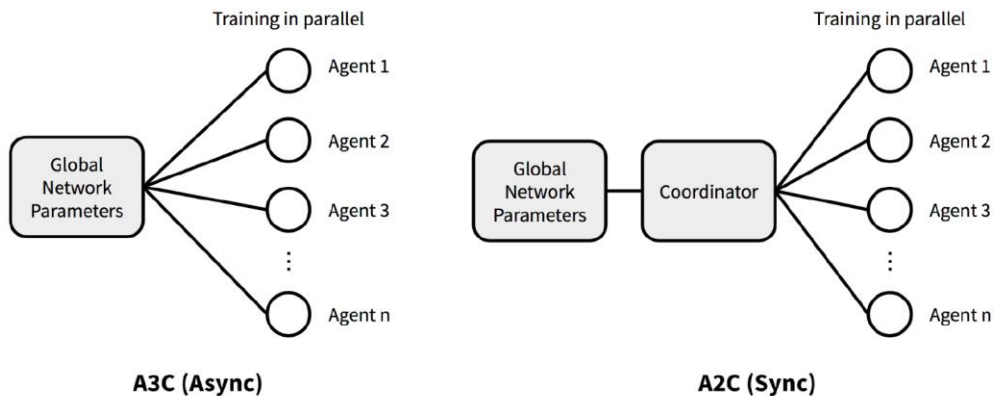 Training in parallel
Agent 1
Agent 2
Global
Network
Parameters
Agent 3
⋮
Agent n
A3C (Async)
Training in parallel
Agent 1
Agent 2
Global
Network
Parameters
Coordinator
Agent 3
⋮
Agent n
A2C (Sync)